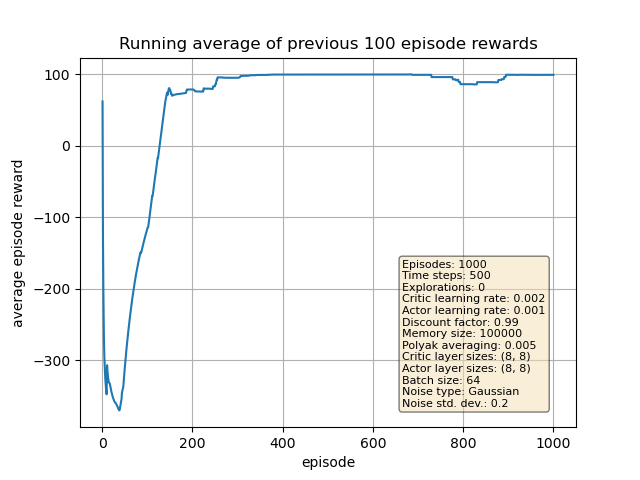 Running average of previous 100 episode rewards
100
0
−100
−200
−300
average episode reward
Episodes: 1000
Time steps: 500
Explorations: 0
Critic learning rate: 0.002
Actor learning rate: 0.001
Discount factor: 0.99
Memory size: 100000
Polyak averaging: 0.005
Critic layer sizes: (8, 8)
Actor layer sizes: (8, 8)
Batch size: 64
Noise type: Gaussian
Noise std. dev.: 0.2
0 200 400 600 800 1000
episode